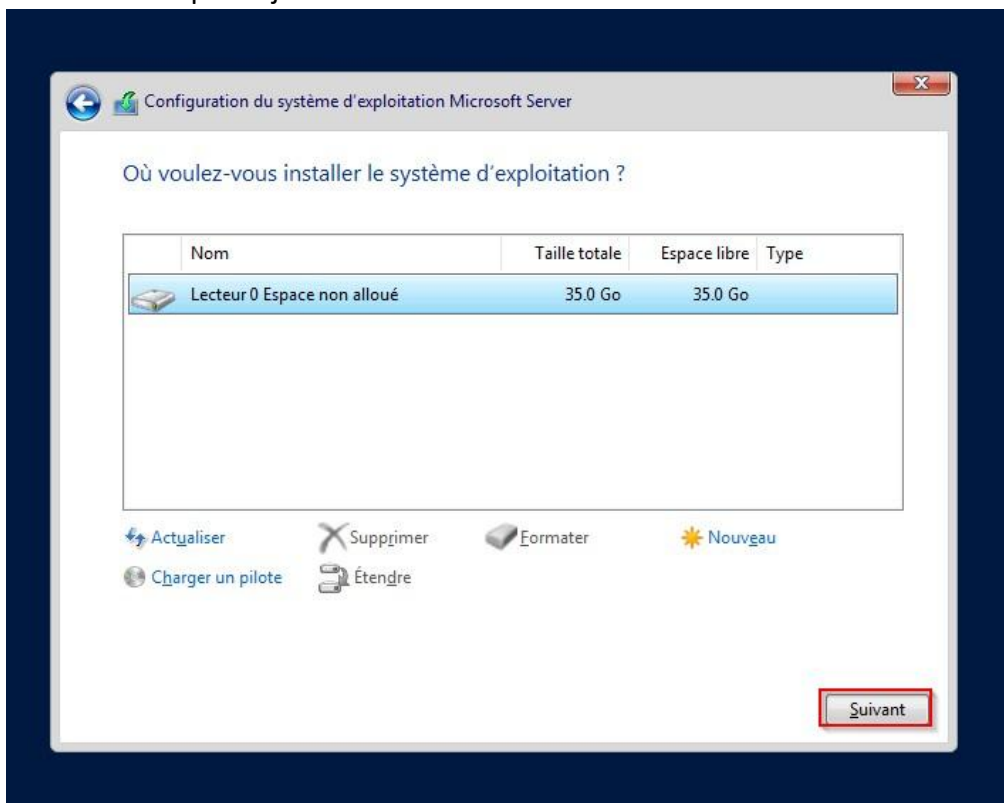 Configuration du système d'exploitation Microsoft Server
Où voulez-vous installer le système d'exploitation ?
Nom Taille totale Espace libre Type
Lecteur 0 Espace non alloué 35.0 Go 35.0 Go
Actualiser Supprimer Formater Nouveau
Charger un pilote Étendre
Suivant